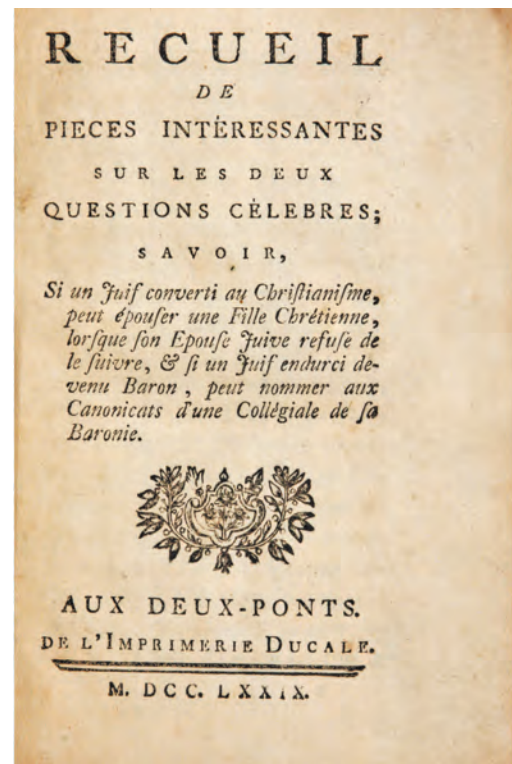 RECUEIL
DE
PIECES INTÉRESSANTES
SUR LES DEUX
QUESTIONS CÉLEBRES;
SAVOIR,
Si un Juif converti au Chriſtianiſme,
peut épouſer une Fille Chrétienne,
lorſque ſon Epouſe Juive refuſe de
le ſuivre, & ſi un Juif endurci de-
venu Baron, peut nommer aux
Canonicats d'une Collégiale de ſa
Baronie.
AUX DEUX-PONTS.
DE L'IMPRIMERIE DUCALE.
M. DCC. LXXIX.